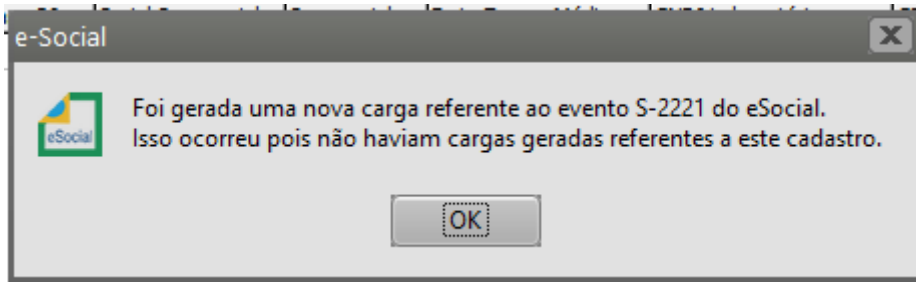 e-Social
Foi gerada uma nova carga referente ao evento S-2221 do eSocial.
eSocial
Isso ocorreu pois não haviam cargas geradas referentes a este cadastro.
OK